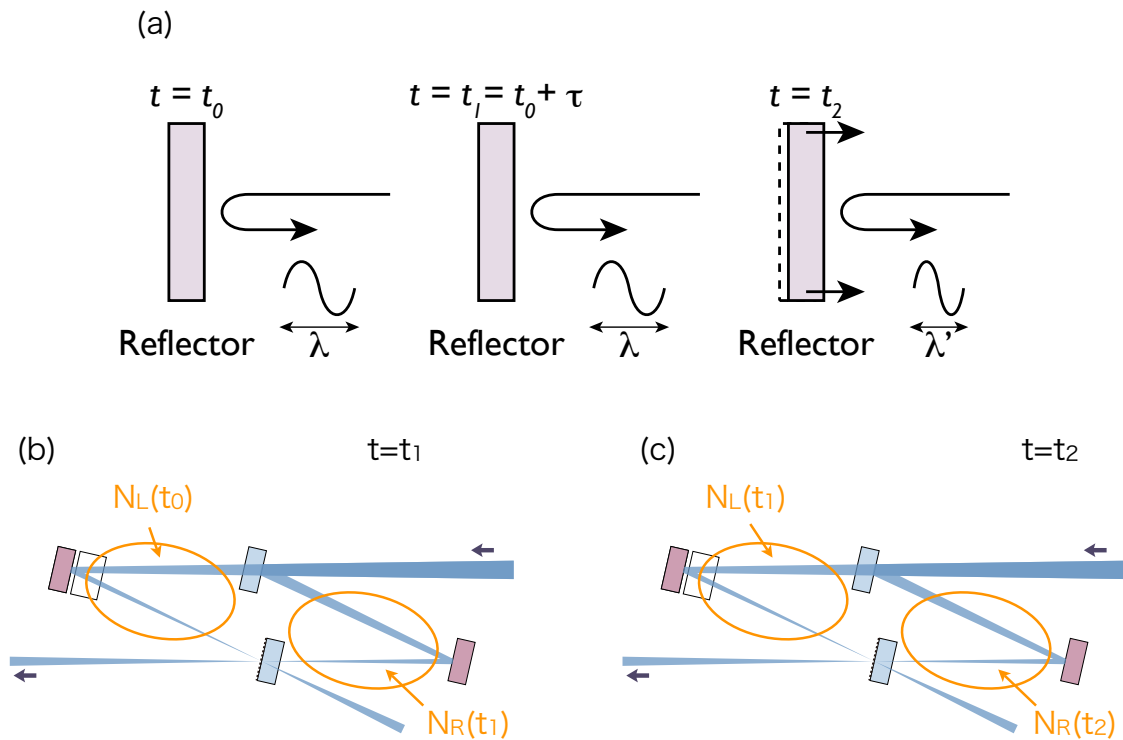 (a)
t = t0
t = t1= t0+ τ
t = t2
λ
λ
λ’
Reflector
Reflector
Reflector
(b)
t=t1
(c)
t=t2
NL(t0)
NL(t1)
NR(t1)
NR(t2)